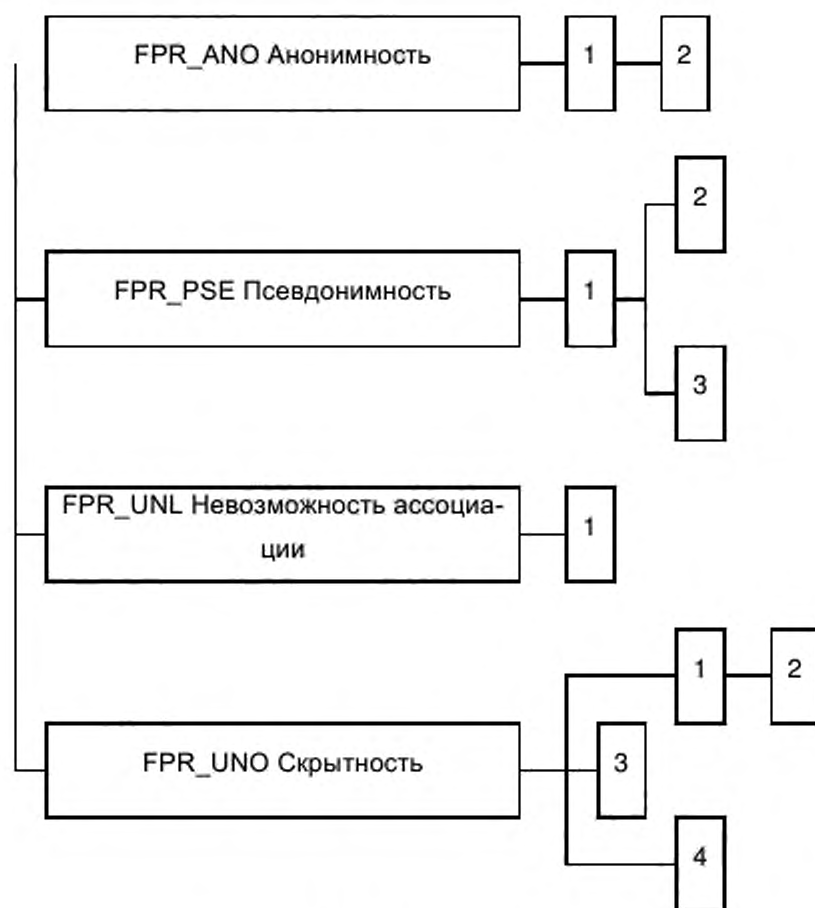 FPR_ANO Анонимность 1 2
2
FPR_PSE Псевдонимность 1
3
FPR_UNL Невозможность ассоциа-
ции
1
1 2
FPR_UNO Скрытность 3
4